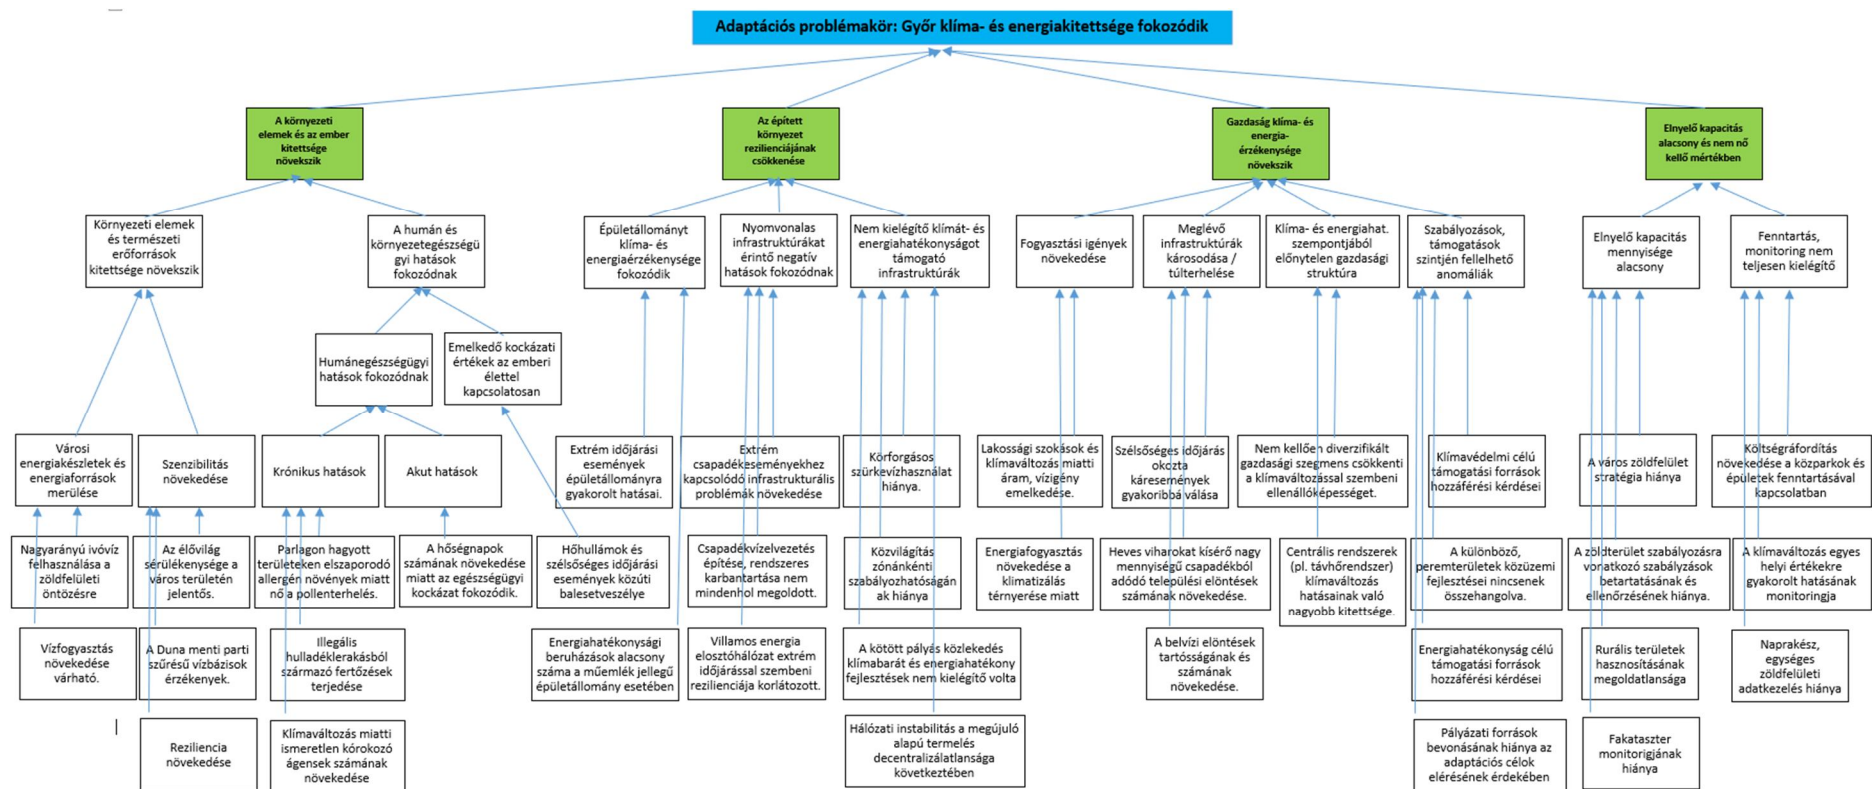 Adaptációs problémakör: Győr klíma- és energiakitettsége fokozódik
A környezeti
elemek és az ember
kitettsége
növekszik
Az épített
környezet
rezilienciájának
csökkenése
Gazdaság klíma- és
energia-
érzékenysége
növekszik
Elnyelő kapacitás
alacsony és nem nő
kellő mértékben
Környezeti elemek
és természeti
erőforrások
kitettsége növekszik
A humán és
környezetegészségü
gyi hatások
fokozódnak
Épületállományt
klíma- és
energiaérzékenysége
fokozódik
Nyomvonalas
infrastruktúrákat
érintő negatív
hatások fokozódnak
Nem kielégítő klímát- és
energiahatékonyságot
támogató
infrastruktúrák
Fogyasztási igények
növekedése
Meglévő
infrastruktúrák
károsodása /
túlterhelése
Klíma- és energiahat.
szempontjából
előnytelen gazdasági
struktúra
Szabályozások,
támogatások
szintjén fellelhető
anomáliák
Elnyelő kapacitás
mennyisége
alacsony
Fenntartás,
monitoring nem
teljesen kielégítő
Humánegészségügyi
hatások fokozódnak
Emelkedő kockázati
értékek az emberi
élettel
kapcsolatosan
Városi
energiakészletek és
energiaforrások
merülése
Szenzibilitás
növekedése
Krónikus hatások
Akut hatások
Extrém időjárási
események
épületállományra
gyakorolt hatásai.
Extrém
csapadékeseményekhez
kapcsolódó infrastrukturális
problémák növekedése
Körforgásos
szürkevízhasználat
hiánya.
Lakossági szokások és
klímaváltozás miatti
áram, vízigény
emelkedése.
Szélsőséges időjárás
okozta
káresemények
gyakoribbá válása
Nem kellően diverzifikált
gazdasági szegmens csökkenti
a klímaváltozással szembeni
ellenállóképességet.
Klímavédelmi célú
támogatási források
hozzáférési kérdései
A város zöldfelület
stratégia hiánya
Költségráfordítás
növekedése a közparkok és
épületek fenntartásával
kapcsolatban
Nagyarányú ivóvíz
felhasználása a
zöldfelületi
öntözésre
Az élővilág
sérülékenysége a
város területén
jelentős.
Parlagon hagyott
területeken elszaporodó
allergén növények miatt
nő a pollenterhelés.
A hőségnapok
számának növekedése
miatt az egészségügyi
kockázat fokozódik.
Hőhullámok és
szélsőséges időjárási
események közúti
balesetveszélye
Csapadékvízelvezetés
építése, rendszeres
karbantartása nem
mindenhol megoldott.
Közvilágítás
zónánkénti
szabályozhatóságán
ak hiánya
Energiafogyasztás
növekedése a
klimatizálás
térnyerése miatt
Heves viharokat kísérő nagy
mennyiségű csapadékból
adódó települési elöntések
számának növekedése.
Centrális rendszerek
(pl. távhőrendszer)
klímaváltozás
hatásainak való
nagyobb kitettsége.
A különböző,
peremterületek közüzemi
fejlesztései nincsenek
összehangolva.
A zöldterület szabályozásra
vonatkozó szabályzások
betartásának és
ellenőrzésének hiánya.
A klímaváltozás egyes
helyi értékekre
gyakorolt hatásának
monitoringja
Vízfogyasztás
növekedése
várható.
A Duna menti parti
szűrésű vízbázisok
érzékenyek.
Illegális
hulladéklerakásból
származó fertőzések
terjedése
Energiahatékonysági
beruházások alacsony
száma a műemlék jellegű
épületállomány esetében
Villamos energia
elosztóhálózat extrém
időjárással szembeni
rezilienciája korlátozott.
A kötött pályás közlekedés
klímabarát és energiahatékony
fejlesztések nem kielégítő volta
A belvízi elöntések
tartósságának és
számának
növekedése.
Energiahatékonyság célú
támogatási források
hozzáférési kérdései
Rurális területek
hasznosításának
megoldatlansága
Naprakész,
egységes
zöldfelületi
adatkezelés hiánya
Reziliencia
növekedése
Klímaváltozás miatti
ismeretlen kórokozó
ágensek számának
növekedése
Hálózati instabilitás a megújuló
alapú termelés
decentralizálatlansága
következtében
Pályázati források
bevonásának hiánya az
adaptációs célok
elérésének érdekében
Fakataszter
monitorigjának
hiánya